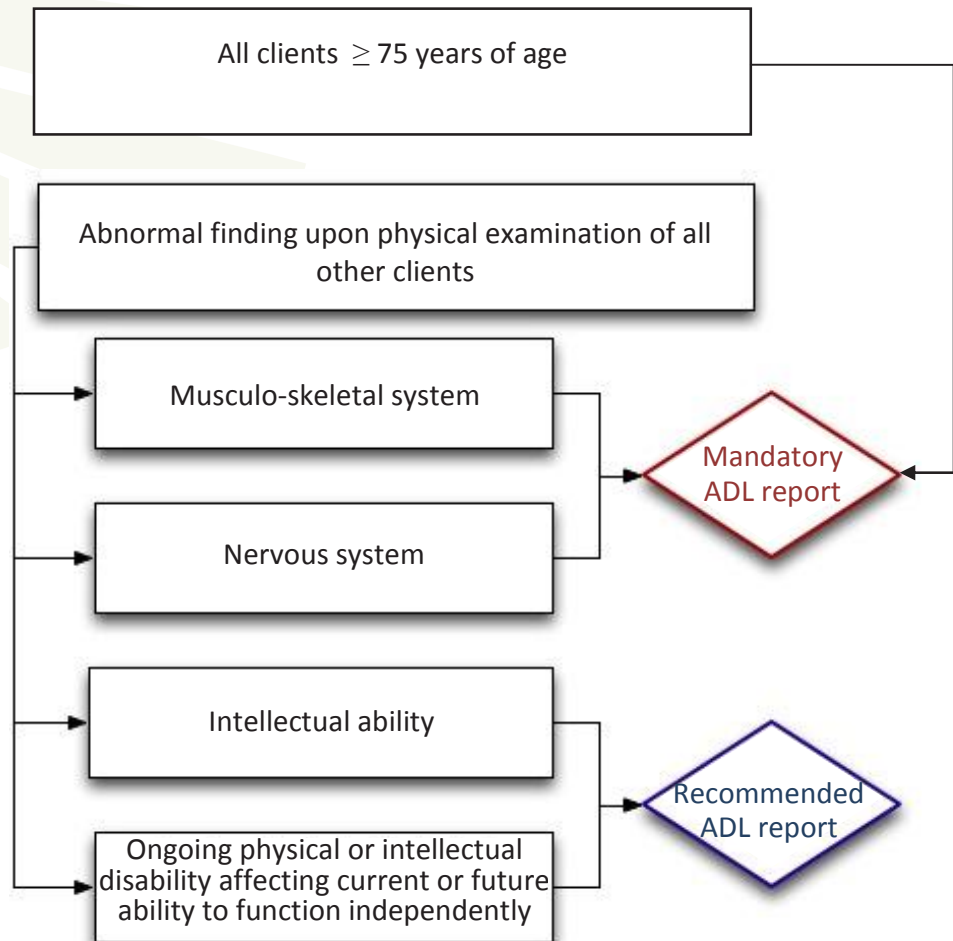 All clients ≥ 75 years of age
Abnormal finding upon physical examination of all
other clients
Musculo-skeletal system
Mandatory
ADL report
Nervous system
Intellectual ability
Recommended
ADL report
Ongoing physical or intellectual
disability affecting current or future
ability to function independently